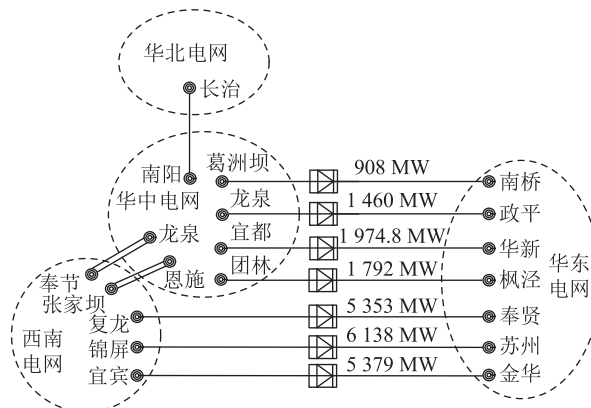 华北电网
长治
南阳
华中电网
葛洲坝
908 MW
南桥
龙泉
1 460 MW
政平
龙泉
宜都
1 974.8 MW
华新
华东
电网
恩施
团林
1 792 MW
枫泾
奉节
张家坝
西南
电网
复龙
5 353 MW
奉贤
锦屏
6 138 MW
苏州
宜宾
5 379 MW
金华